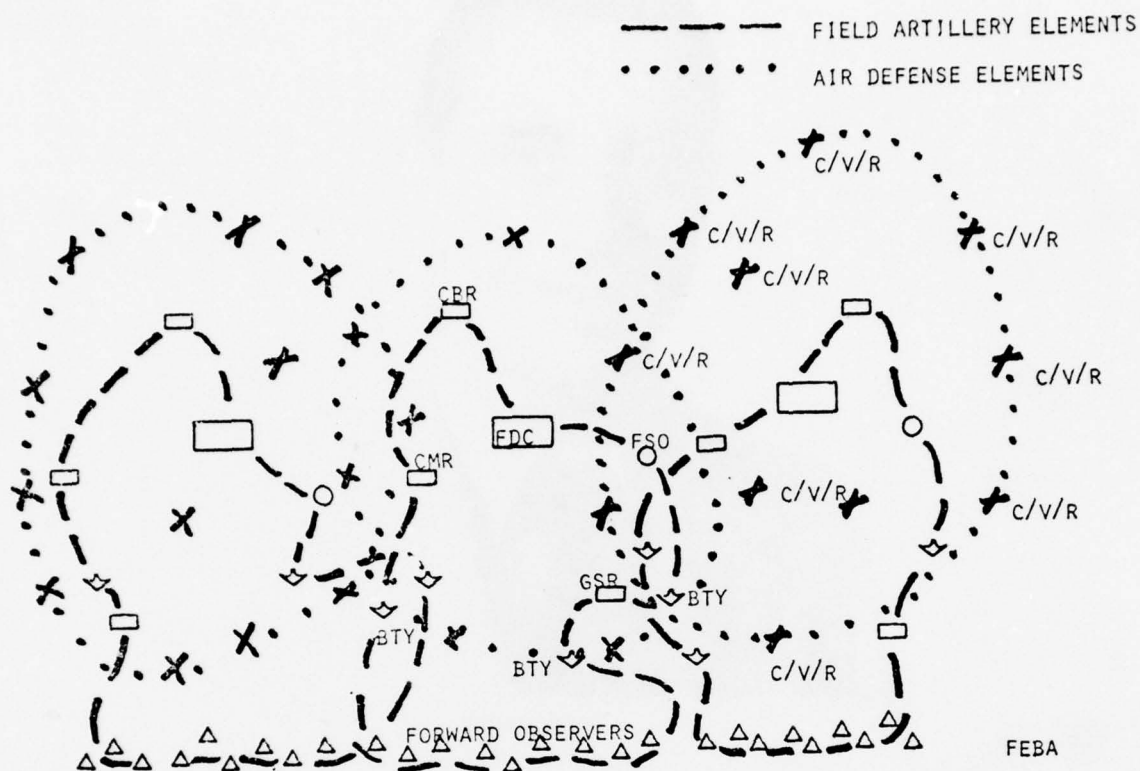 FIELD ARTILLERY ELEMENTS
AIR DEFENSE ELEMENTS
C/V/R
C/V/R
C/V/R
C/V/R
CBR
C/V/R
C/V/R
FDC
FSO
CMR
C/V/R
C/V/R
GSR
BTY
BTY
BTY
C/V/R
FORWARD OBSERVERS
FEBA